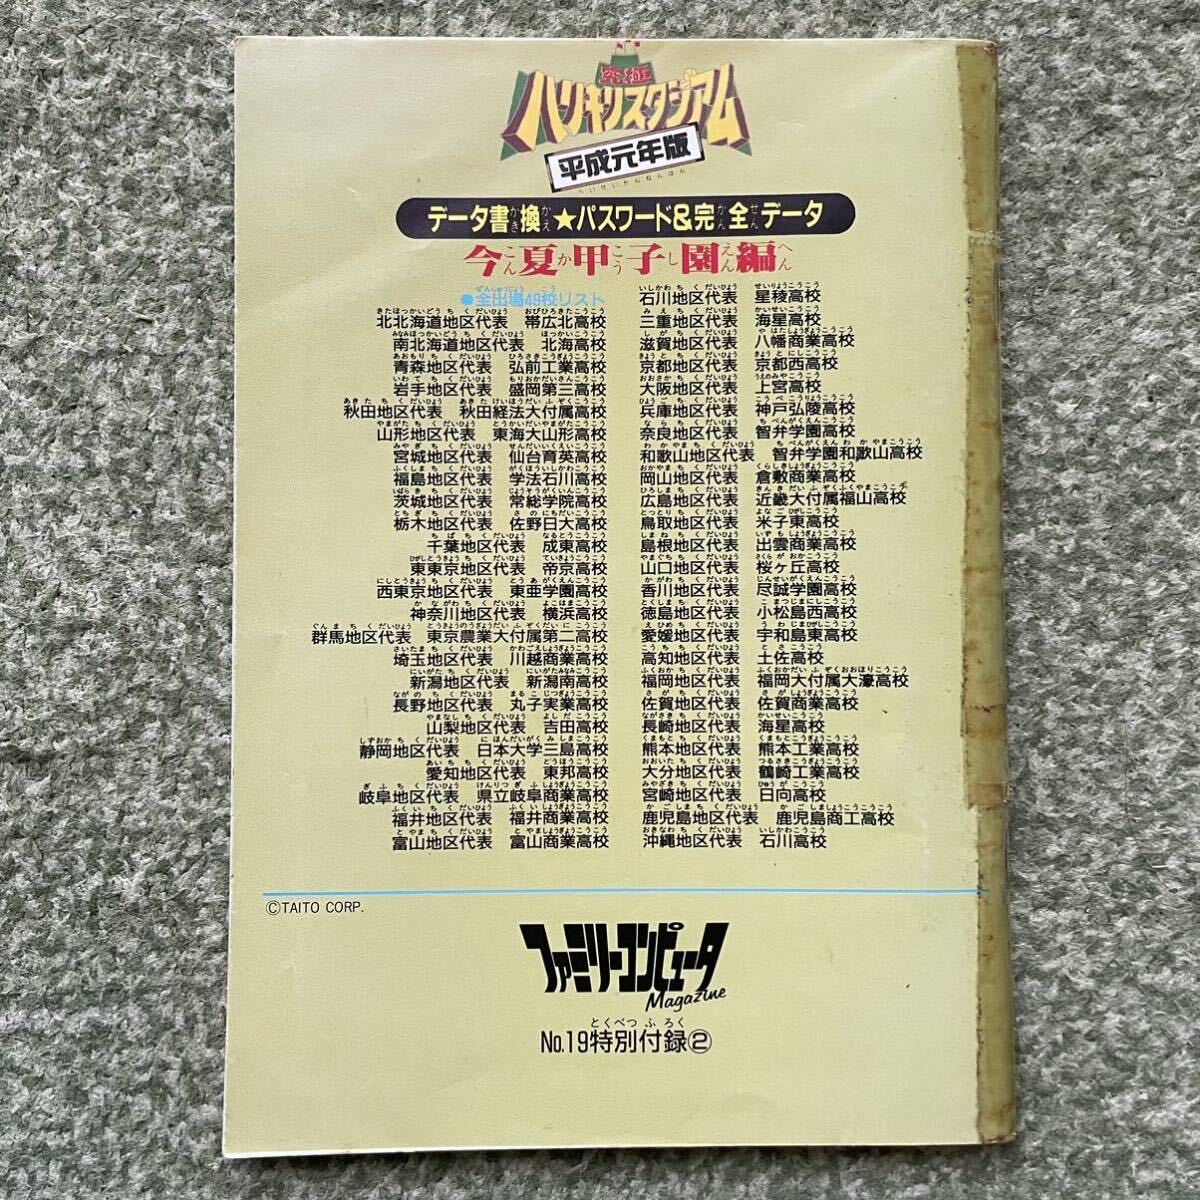 究極
ハリキリスタジアム
平成元年版
へいせいがんねんばん
データ書換★パスワード&完全データ
今夏甲子園編
●全出場49校リスト
北北海道地区代表 帯広北高校
南北海道地区代表 北海高校
青森地区代表 弘前工業高校
岩手地区代表 盛岡第三高校
秋田地区代表 秋田経法大付属高校
山形地区代表 東海大山形高校
宮城地区代表 仙台育英高校
福島地区代表 学法石川高校
茨城地区代表 常総学院高校
栃木地区代表 佐野日大高校
千葉地区代表 成東高校
東東京地区代表 帝京高校
西東京地区代表 東亜学園高校
神奈川地区代表 横浜高校
群馬地区代表 東京農業大付属第二高校
埼玉地区代表 川越商業高校
新潟地区代表 新潟南高校
長野地区代表 丸子実業高校
山梨地区代表 吉田高校
静岡地区代表 日本大学三島高校
愛知地区代表 東邦高校
岐阜地区代表 県立岐阜商業高校
福井地区代表 福井商業高校
富山地区代表 富山商業高校
石川地区代表 星稜高校
三重地区代表 海星高校
滋賀地区代表 八幡商業高校
京都地区代表 京都西高校
大阪地区代表 上宮高校
兵庫地区代表 神戸弘陵高校
奈良地区代表 智弁学園高校
和歌山地区代表 智弁学園和歌山高校
岡山地区代表 倉敷商業高校
広島地区代表 近畿大付属福山高校
鳥取地区代表 米子東高校
島根地区代表 出雲商業高校
山口地区代表 桜ヶ丘高校
香川地区代表 尽誠学園高校
徳島地区代表 小松島西高校
愛媛地区代表 宇和島東高校
高知地区代表 土佐高校
福岡地区代表 福岡大付属大濠高校
佐賀地区代表 佐賀商業高校
長崎地区代表 海星高校
熊本地区代表 熊本工業高校
大分地区代表 鶴崎工業高校
宮崎地区代表 日向高校
鹿児島地区代表 鹿児島商工高校
沖縄地区代表 石川高校
©TAITO CORP.
ファミリーコンピュータ
Magazine
とくべつふろく
No.19特別付録②